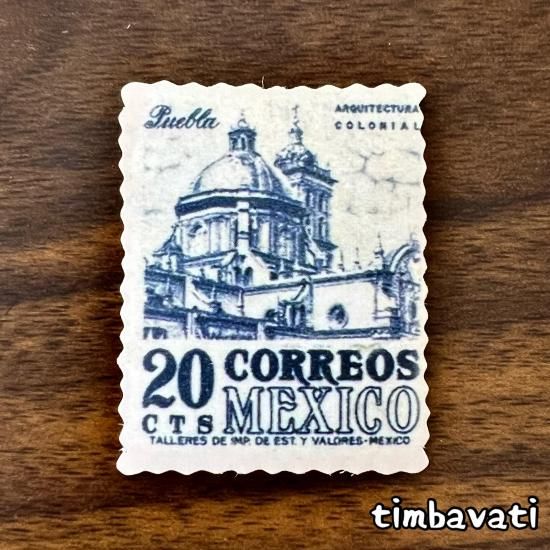 Puebla
ARQUITECTURA
COLONIAL
20 CORREOS
CTS MEXICO
TALLERES DE IMP. DE EST. Y VALORES-MEXICO
timbavati